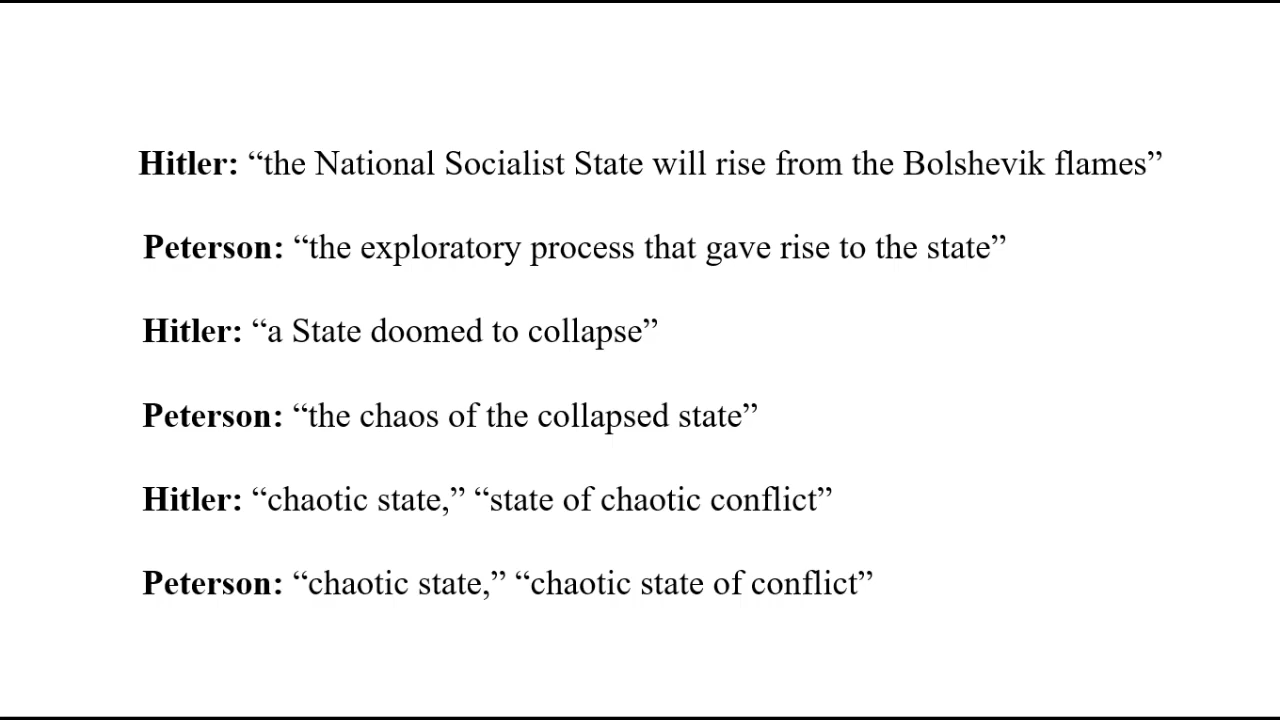 Hitler: “the National Socialist State will rise from the Bolshevik flames”
Peterson: “the exploratory process that gave rise to the state”
Hitler: “a State doomed to collapse”
Peterson: “the chaos of the collapsed state”
Hitler: “chaotic state,” “state of chaotic conflict”
Peterson: “chaotic state,” “chaotic state of conflict”